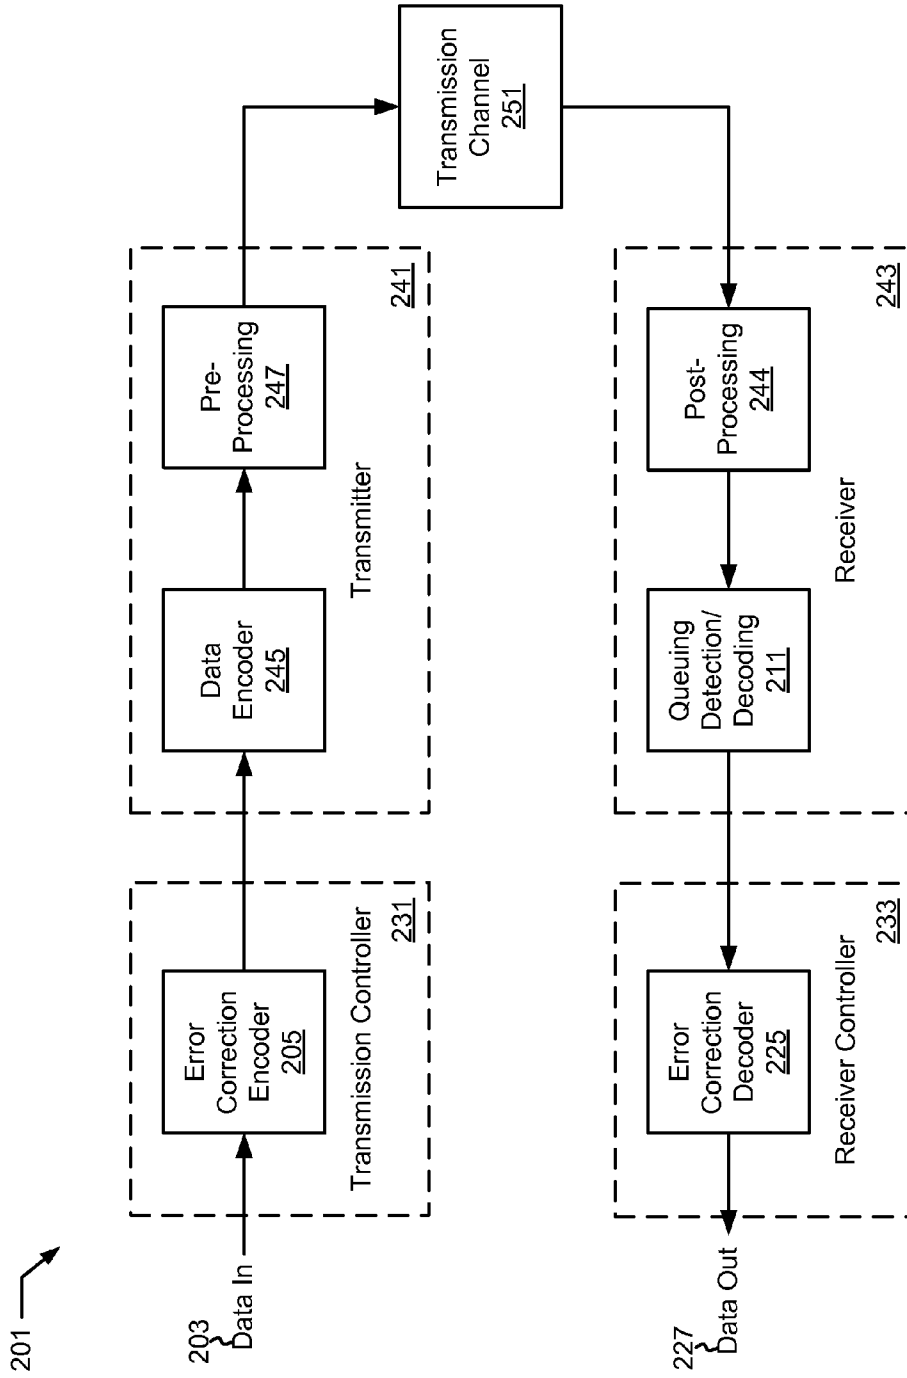 201
203
Data In
Error
Correction
Encoder
205
Transmission Controller
231
Data
Encoder
245
Pre-
Processing
247
Transmitter
241
Transmission
Channel
251
Post-
Processing
244
Queuing
Detection/
Decoding
211
Receiver
243
Error
Correction
Decoder
225
Receiver Controller
233
227
Data Out